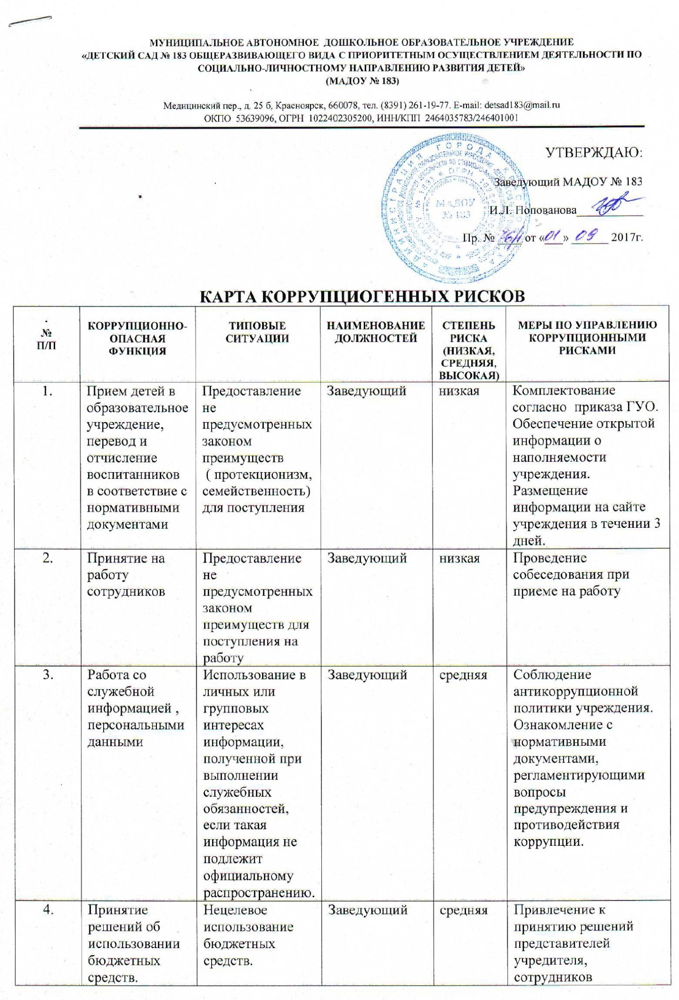 МУНИЦИПАЛЬНОЕ АВТОНОМНОЕ ДОШКОЛЬНОЕ ОБРАЗОВАТЕЛЬНОЕ УЧРЕЖДЕНИЕ
«ДЕТСКИЙ САД № 183 ОБЩЕРАЗВИВАЮЩЕГО ВИДА С ПРИОРИТЕТНЫМ ОСУЩЕСТВЛЕНИЕМ ДЕЯТЕЛЬНОСТИ ПО
СОЦИАЛЬНО-ЛИЧНОСТНОМУ НАПРАВЛЕНИЮ РАЗВИТИЯ ДЕТЕЙ»
(МАДОУ № 183)
Медицинский пер., д. 25 б, Красноярск, 660078, тел. (8391) 261-19-77. E-mail: detsad183@mail.ru
ОКПО 53639096, ОГРН 1022402305200, ИНН/КПП 2464035783/246401001
УТВЕРЖДАЮ:
Заведующий МАДОУ № 183
И.Л. Попованова
Пр. № от «01» 09 2017г.
АДМИНИСТРАЦИЯ ГОРОДА
МАДОУ
№ 183
КАРТА КОРРУПЦИОГЕННЫХ РИСКОВ
№
П/П
КОРРУПЦИОННО-
ОПАСНАЯ
ФУНКЦИЯ
ТИПОВЫЕ
СИТУАЦИИ
НАИМЕНОВАНИЕ
ДОЛЖНОСТЕЙ
СТЕПЕНЬ
РИСКА
(НИЗКАЯ,
СРЕДНЯЯ,
ВЫСОКАЯ)
МЕРЫ ПО УПРАВЛЕНИЮ
КОРРУПЦИОННЫМИ
РИСКАМИ
1.
Прием детей в
образовательное
учреждение,
перевод и
отчисление
воспитанников
в соответствие с
нормативными
документами
Предоставление
не
предусмотренных
законом
преимуществ
( протекционизм,
семейственность)
для поступления
Заведующий
низкая
Комплектование
согласно приказа ГУО.
Обеспечение открытой
информации о
наполняемости
учреждения.
Размещение
информации на сайте
учреждения в течении 3
дней.
2.
Принятие на
работу
сотрудников
Предоставление
не
предусмотренных
законом
преимуществ для
поступления на
работу
Заведующий
низкая
Проведение
собеседования при
приеме на работу
3.
Работа со
служебной
информацией ,
персональными
данными
Использование в
личных или
групповых
интересах
информации,
полученной при
выполнении
служебных
обязанностей,
если такая
информация не
подлежит
официальному
распространению.
Заведующий
средняя
Соблюдение
антикоррупционной
политики учреждения.
Ознакомление с
нормативными
документами,
регламентирующими
вопросы
предупреждения и
противодействия
коррупции.
4.
Принятие
решений об
использовании
бюджетных
средств.
Нецелевое
использование
бюджетных
средств.
Заведующий
средняя
Привлечение к
принятию решений
представителей
учредителя,
сотрудников